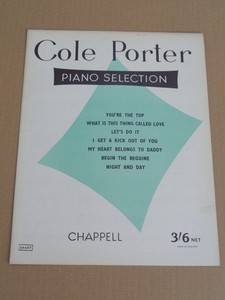 Cole Porter
PIANO SELECTION
YOU'RE THE TOP
WHAT IS THIS THING CALLED LOVE
LET'S DO IT
I GET A KICK OUT OF YOU
MY HEART BELONGS TO DADDY
BEGIN THE BEGUINE
NIGHT AND DAY
CHAPPELL
3/6 NET